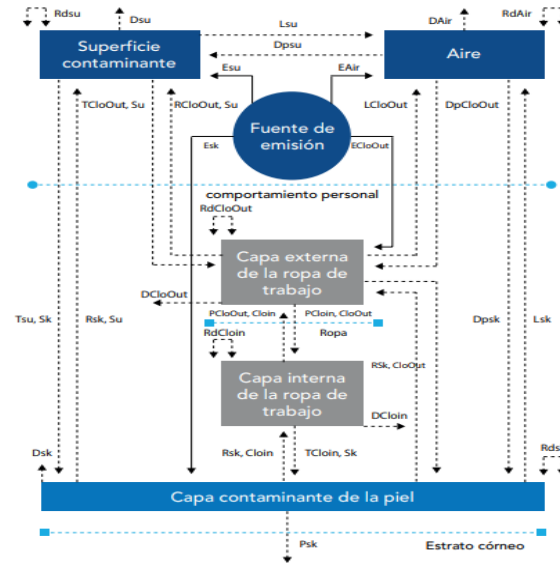 Rdsu
Dsu
Lsu
DAir
RdAir
Superficie
contaminante
Dpsu
Aire
Esu
EAir
TCloOut, Su
RCloOut, Su
LCloOut
DpCloOut
Fuente de
emisión
Esk
ECloOut
comportamiento personal
RdCloOut
Capa externa
de la ropa de
trabajo
DCloOut
PCloOut, Cloin
PCloin, CloOut
Tsu, Sk
Rsk, Su
RdCloin
Ropa
Dpsk
Lsk
Capa interna
de la ropa de
trabajo
RSk, CloOut
DCloin
Dsk
Rsk, Cloin
TCloin, Sk
Rds
Capa contaminante de la piel
Psk
Estrato córneo